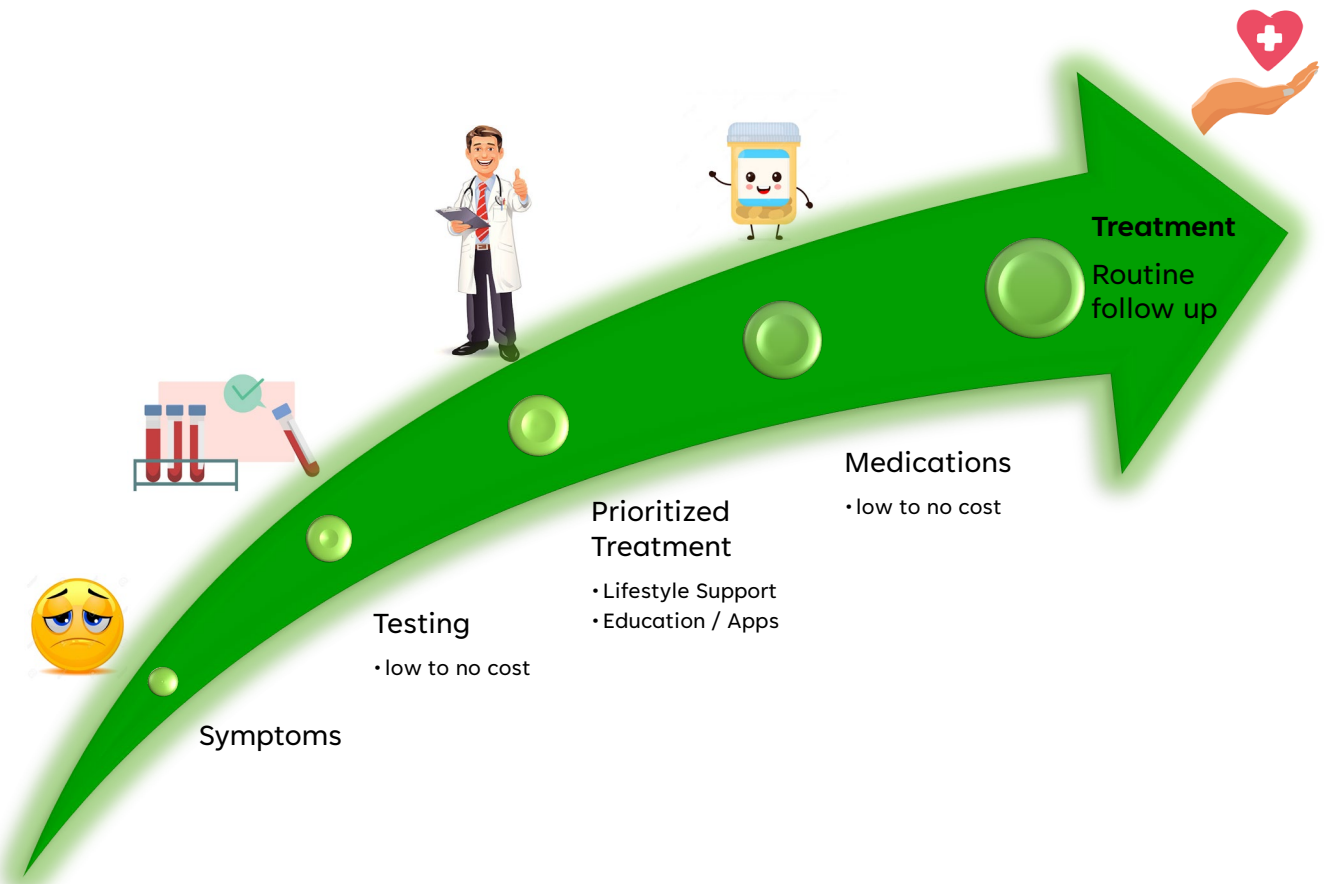 Symptoms
Testing
•low to no cost
Prioritized
Treatment
•Lifestyle Support
•Education / Apps
Medications
•low to no cost
Treatment
Routine
follow up